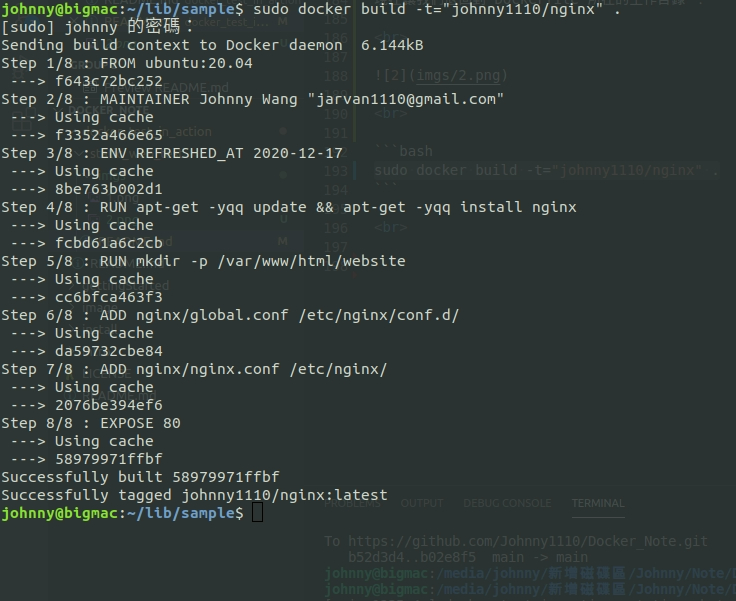 johnny@bigmac:~/lib/sample$ sudo docker build -t="johnny1110/nginx" .
[sudo] johnny 的密碼：
Sending build context to Docker daemon  6.144kB
Step 1/8 : FROM ubuntu:20.04
 ---> f643c72bc252
Step 2/8 : MAINTAINER Johnny Wang "jarvan1110@gmail.com"
 ---> Using cache
 ---> f3352a466e65
Step 3/8 : ENV REFRESHED_AT 2020-12-17
 ---> Using cache
 ---> 8be763b002d1
Step 4/8 : RUN apt-get -yqq update && apt-get -yqq install nginx
 ---> Using cache
 ---> fcbd61a6c2cb
Step 5/8 : RUN mkdir -p /var/www/html/website
 ---> Using cache
 ---> cc6bfca463f3
Step 6/8 : ADD nginx/global.conf /etc/nginx/conf.d/
 ---> Using cache
 ---> da59732cbe84
Step 7/8 : ADD nginx/nginx.conf /etc/nginx/
 ---> Using cache
 ---> 2076be394ef6
Step 8/8 : EXPOSE 80
 ---> Using cache
 ---> 58979971ffbf
Successfully built 58979971ffbf
Successfully tagged johnny1110/nginx:latest
johnny@bigmac:~/lib/sample$
187
188 ![2](imgs/2.png)
189
190 <br>
191
```bash
193 sudo docker build -t="johnny1110/nginx" .
194 ```
196 <br>
197
PROBLEMS OUTPUT DEBUG CONSOLE TERMINAL
To https://github.com/Johnny1110/Docker_Note.git
b52d3d4..b02e8f5  main -> main
johnny@bigmac:/media/johnny/新增磁碟區/Johnny/Note/
johnny@bigmac:/media/johnny/新增磁碟區/Johnny/Note/